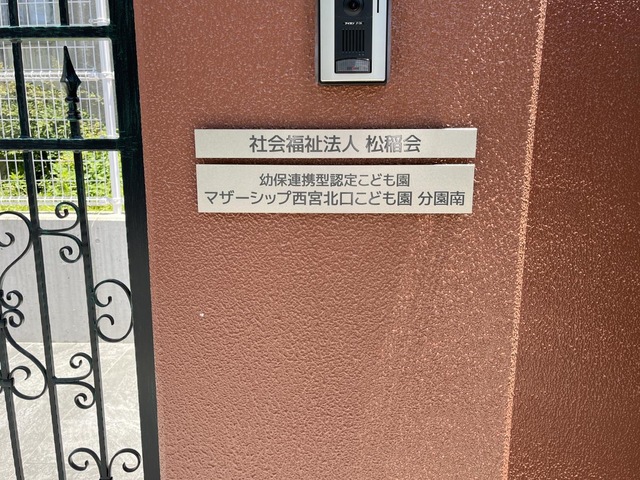 社会福祉法人 松稲会
幼保連携型認定こども園
マザーシップ西宮北口こども園 分園南